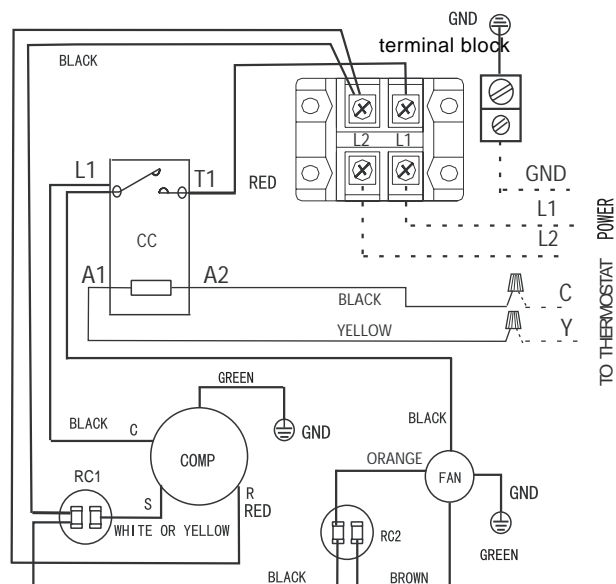 GND
terminal block
BLACK
L2 L1
L1
T1
RED
GND
L1
L2
POWER
CC
A1
A2
BLACK
C
YELLOW
Y
TO THERMOSTAT
GREEN
BLACK
C
GND
BLACK
COMP
RC1
ORANGE
FAN
S
R
RED
GND
WHITE OR YELLOW
RC2
GREEN
BLACK
BROWN